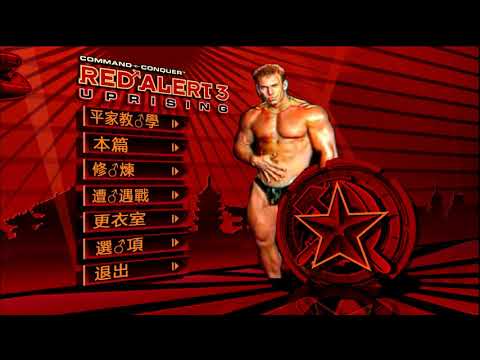 COMMAND & CONQUER™
RED ALERT 3
UPRISING
平家教♂學
本篇
修♂煉
遭♂遇戰
更衣室
選♂項
退出